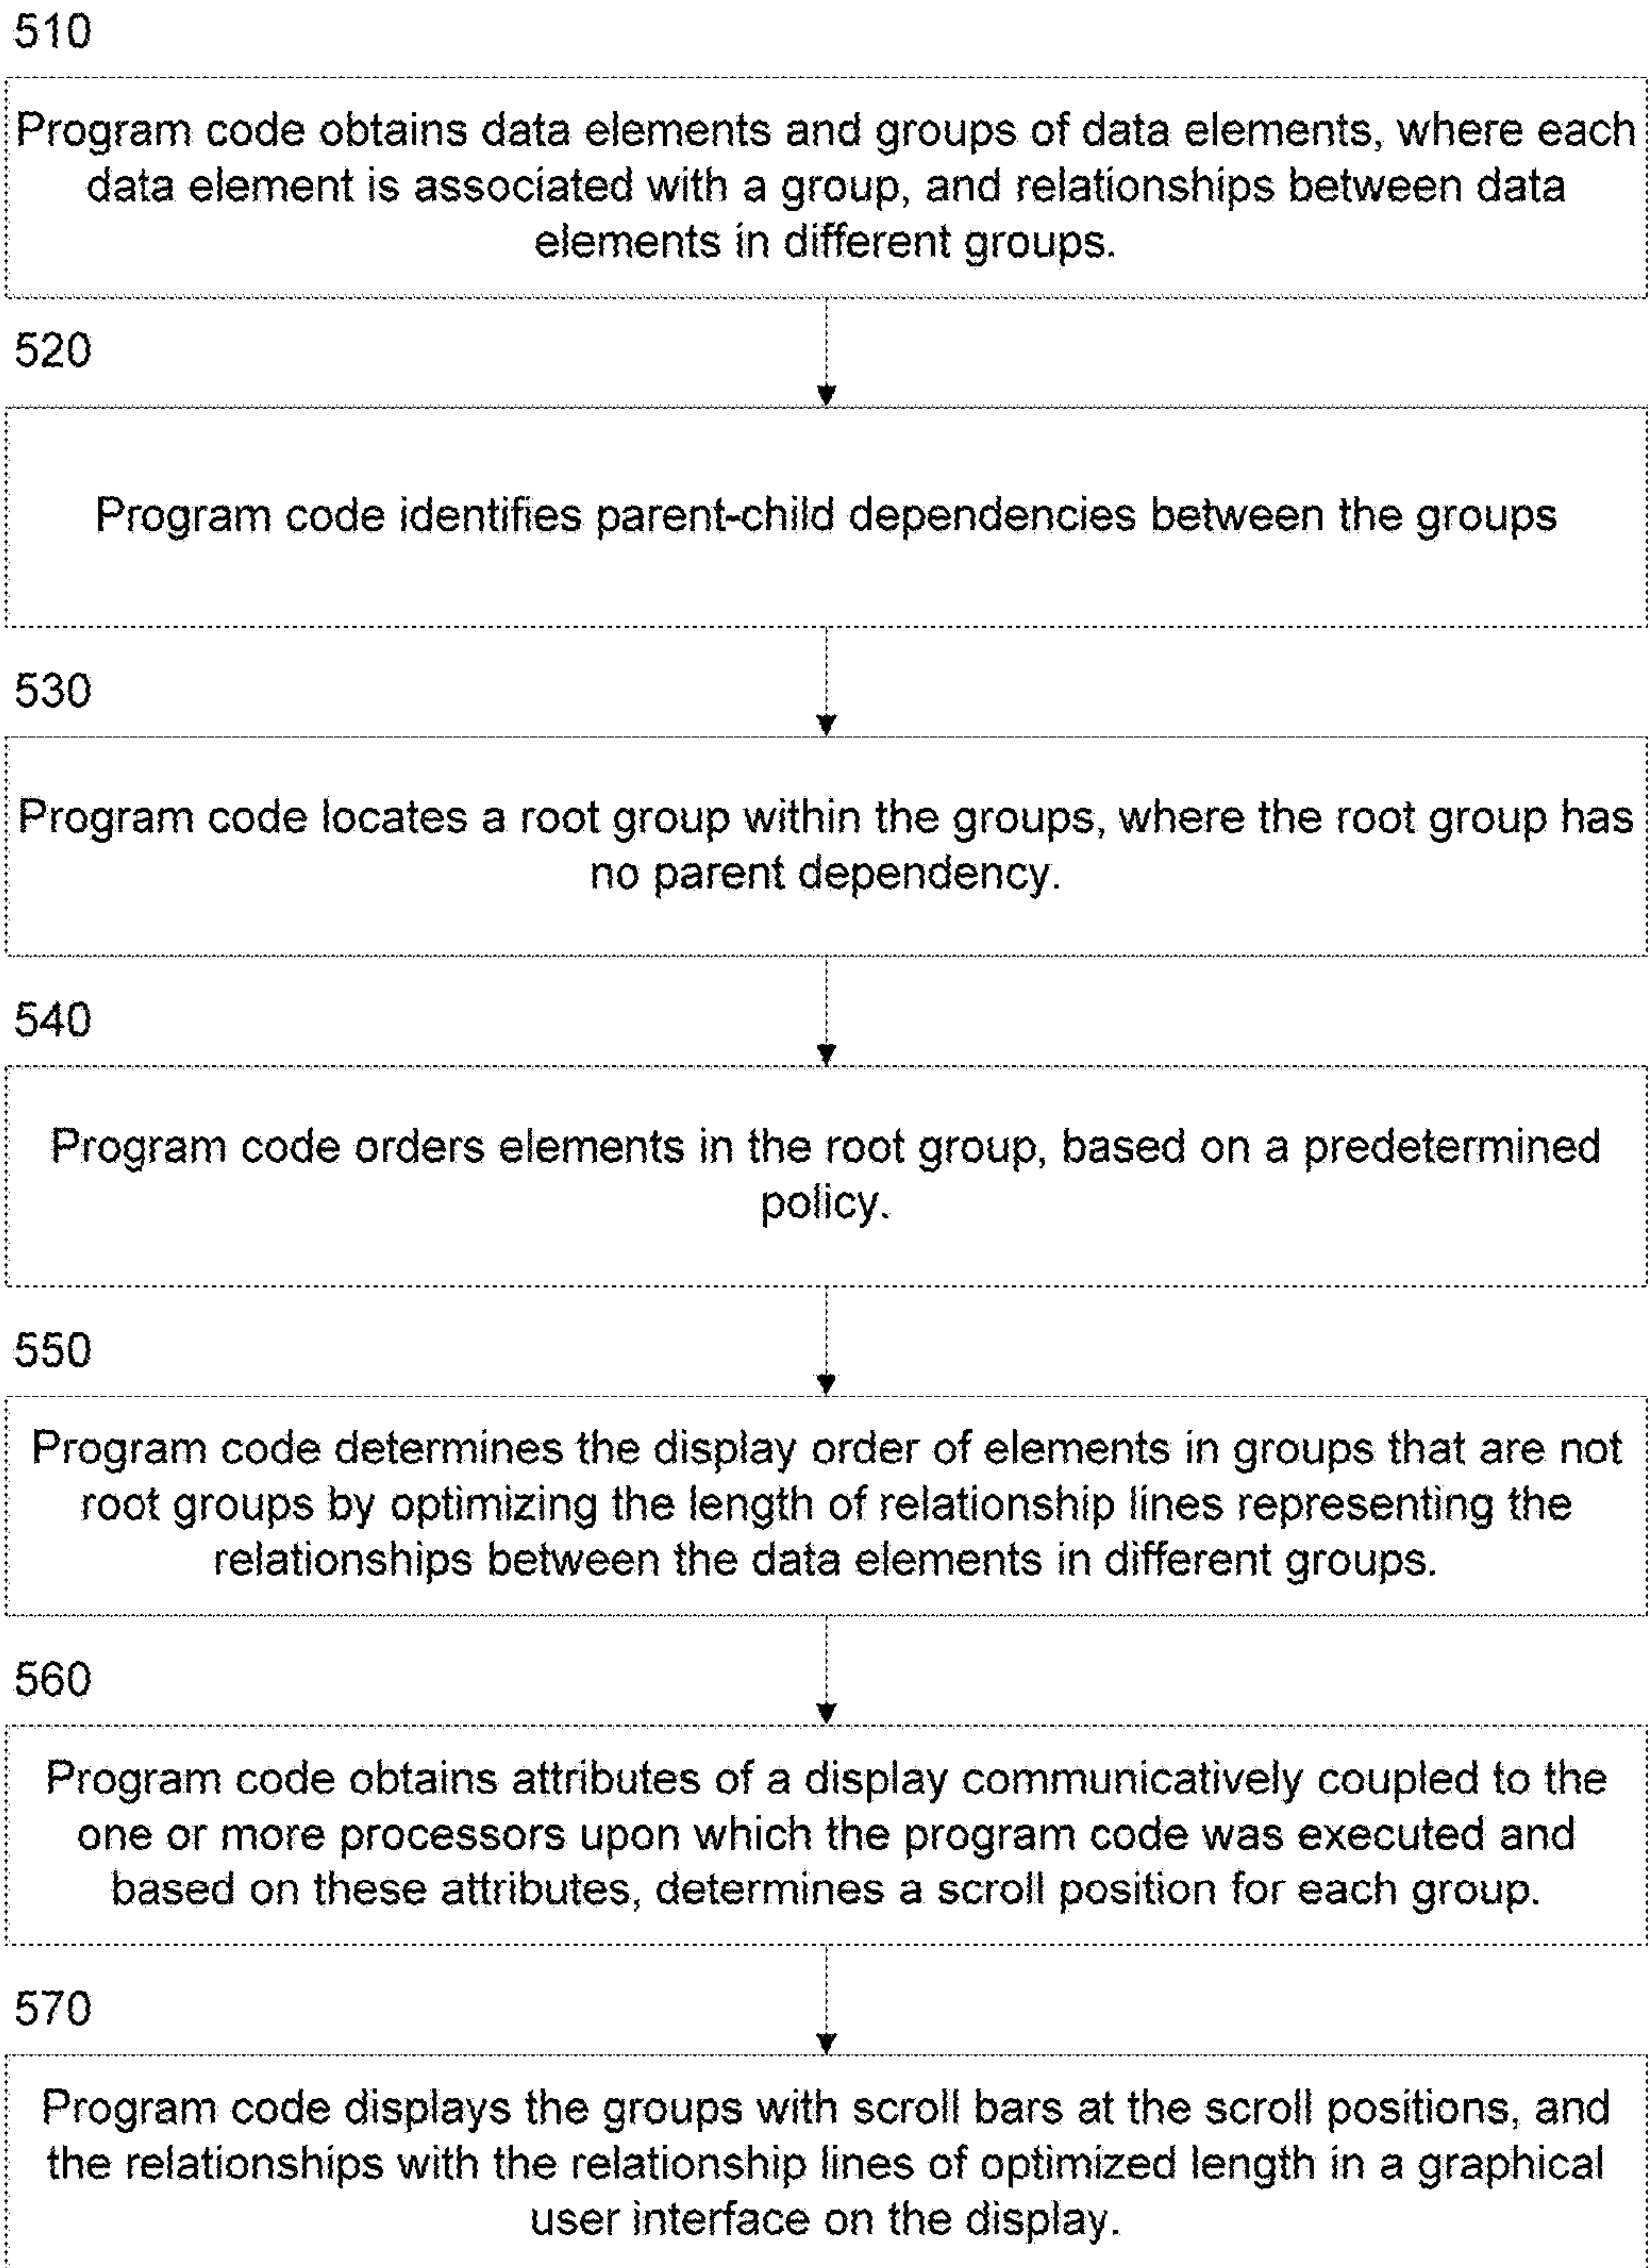 510
Program code obtains data elements and groups of data elements, where each
data element is associated with a group, and relationships between data
elements in different groups.
520
Program code identifies parent-child dependencies between the groups
530
Program code locates a root group within the groups, where the root group has
no parent dependency.
540
Program code orders elements in the root group, based on a predetermined
policy.
550
Program code determines the display order of elements in groups that are not
root groups by optimizing the length of relationship lines representing the
relationships between the data elements in different groups.
560
Program code obtains attributes of a display communicatively coupled to the
one or more processors upon which the program code was executed and
based on these attributes, determines a scroll position for each group.
570
Program code displays the groups with scroll bars at the scroll positions, and
the relationships with the relationship lines of optimized length in a graphical
user interface on the display.